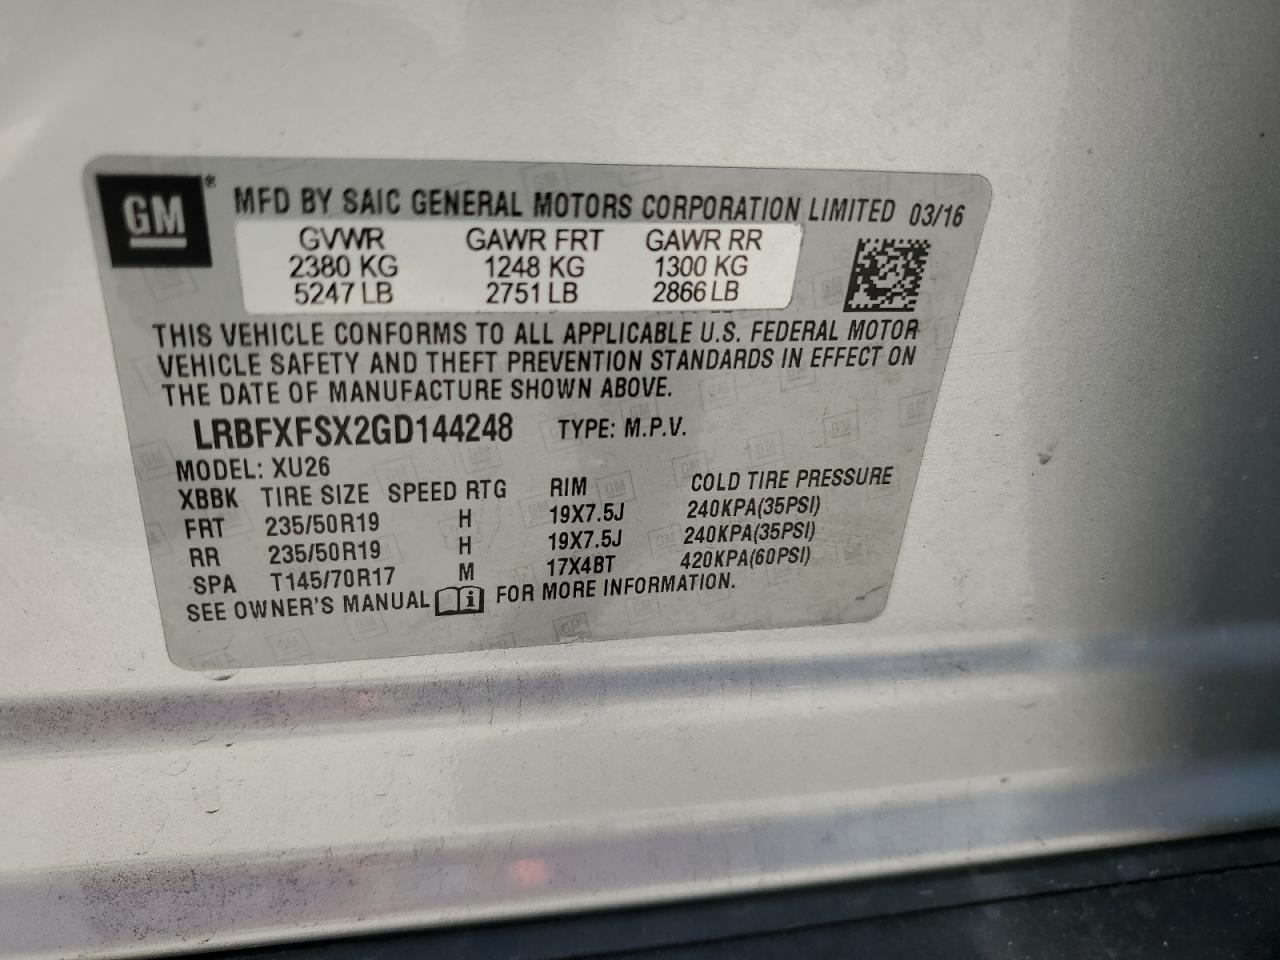 GM®
MFD BY SAIC GENERAL MOTORS CORPORATION LIMITED 03/16
GVWR GAWR FRT GAWR RR
2380 KG 1248 KG 1300 KG
5247 LB 2751 LB 2866 LB
THIS VEHICLE CONFORMS TO ALL APPLICABLE U.S. FEDERAL MOTOR
VEHICLE SAFETY AND THEFT PREVENTION STANDARDS IN EFFECT ON
THE DATE OF MANUFACTURE SHOWN ABOVE.
LRBFXFSX2GD144248 TYPE: M.P.V.
MODEL: XU26
XBBK TIRE SIZE SPEED RTG RIM COLD TIRE PRESSURE
FRT 235/50R19 H 19X7.5J 240KPA(35PSI)
RR 235/50R19 H 19X7.5J 240KPA(35PSI)
SPA T145/70R17 M 17X4BT 420KPA(60PSI)
SEE OWNER'S MANUAL i FOR MORE INFORMATION.